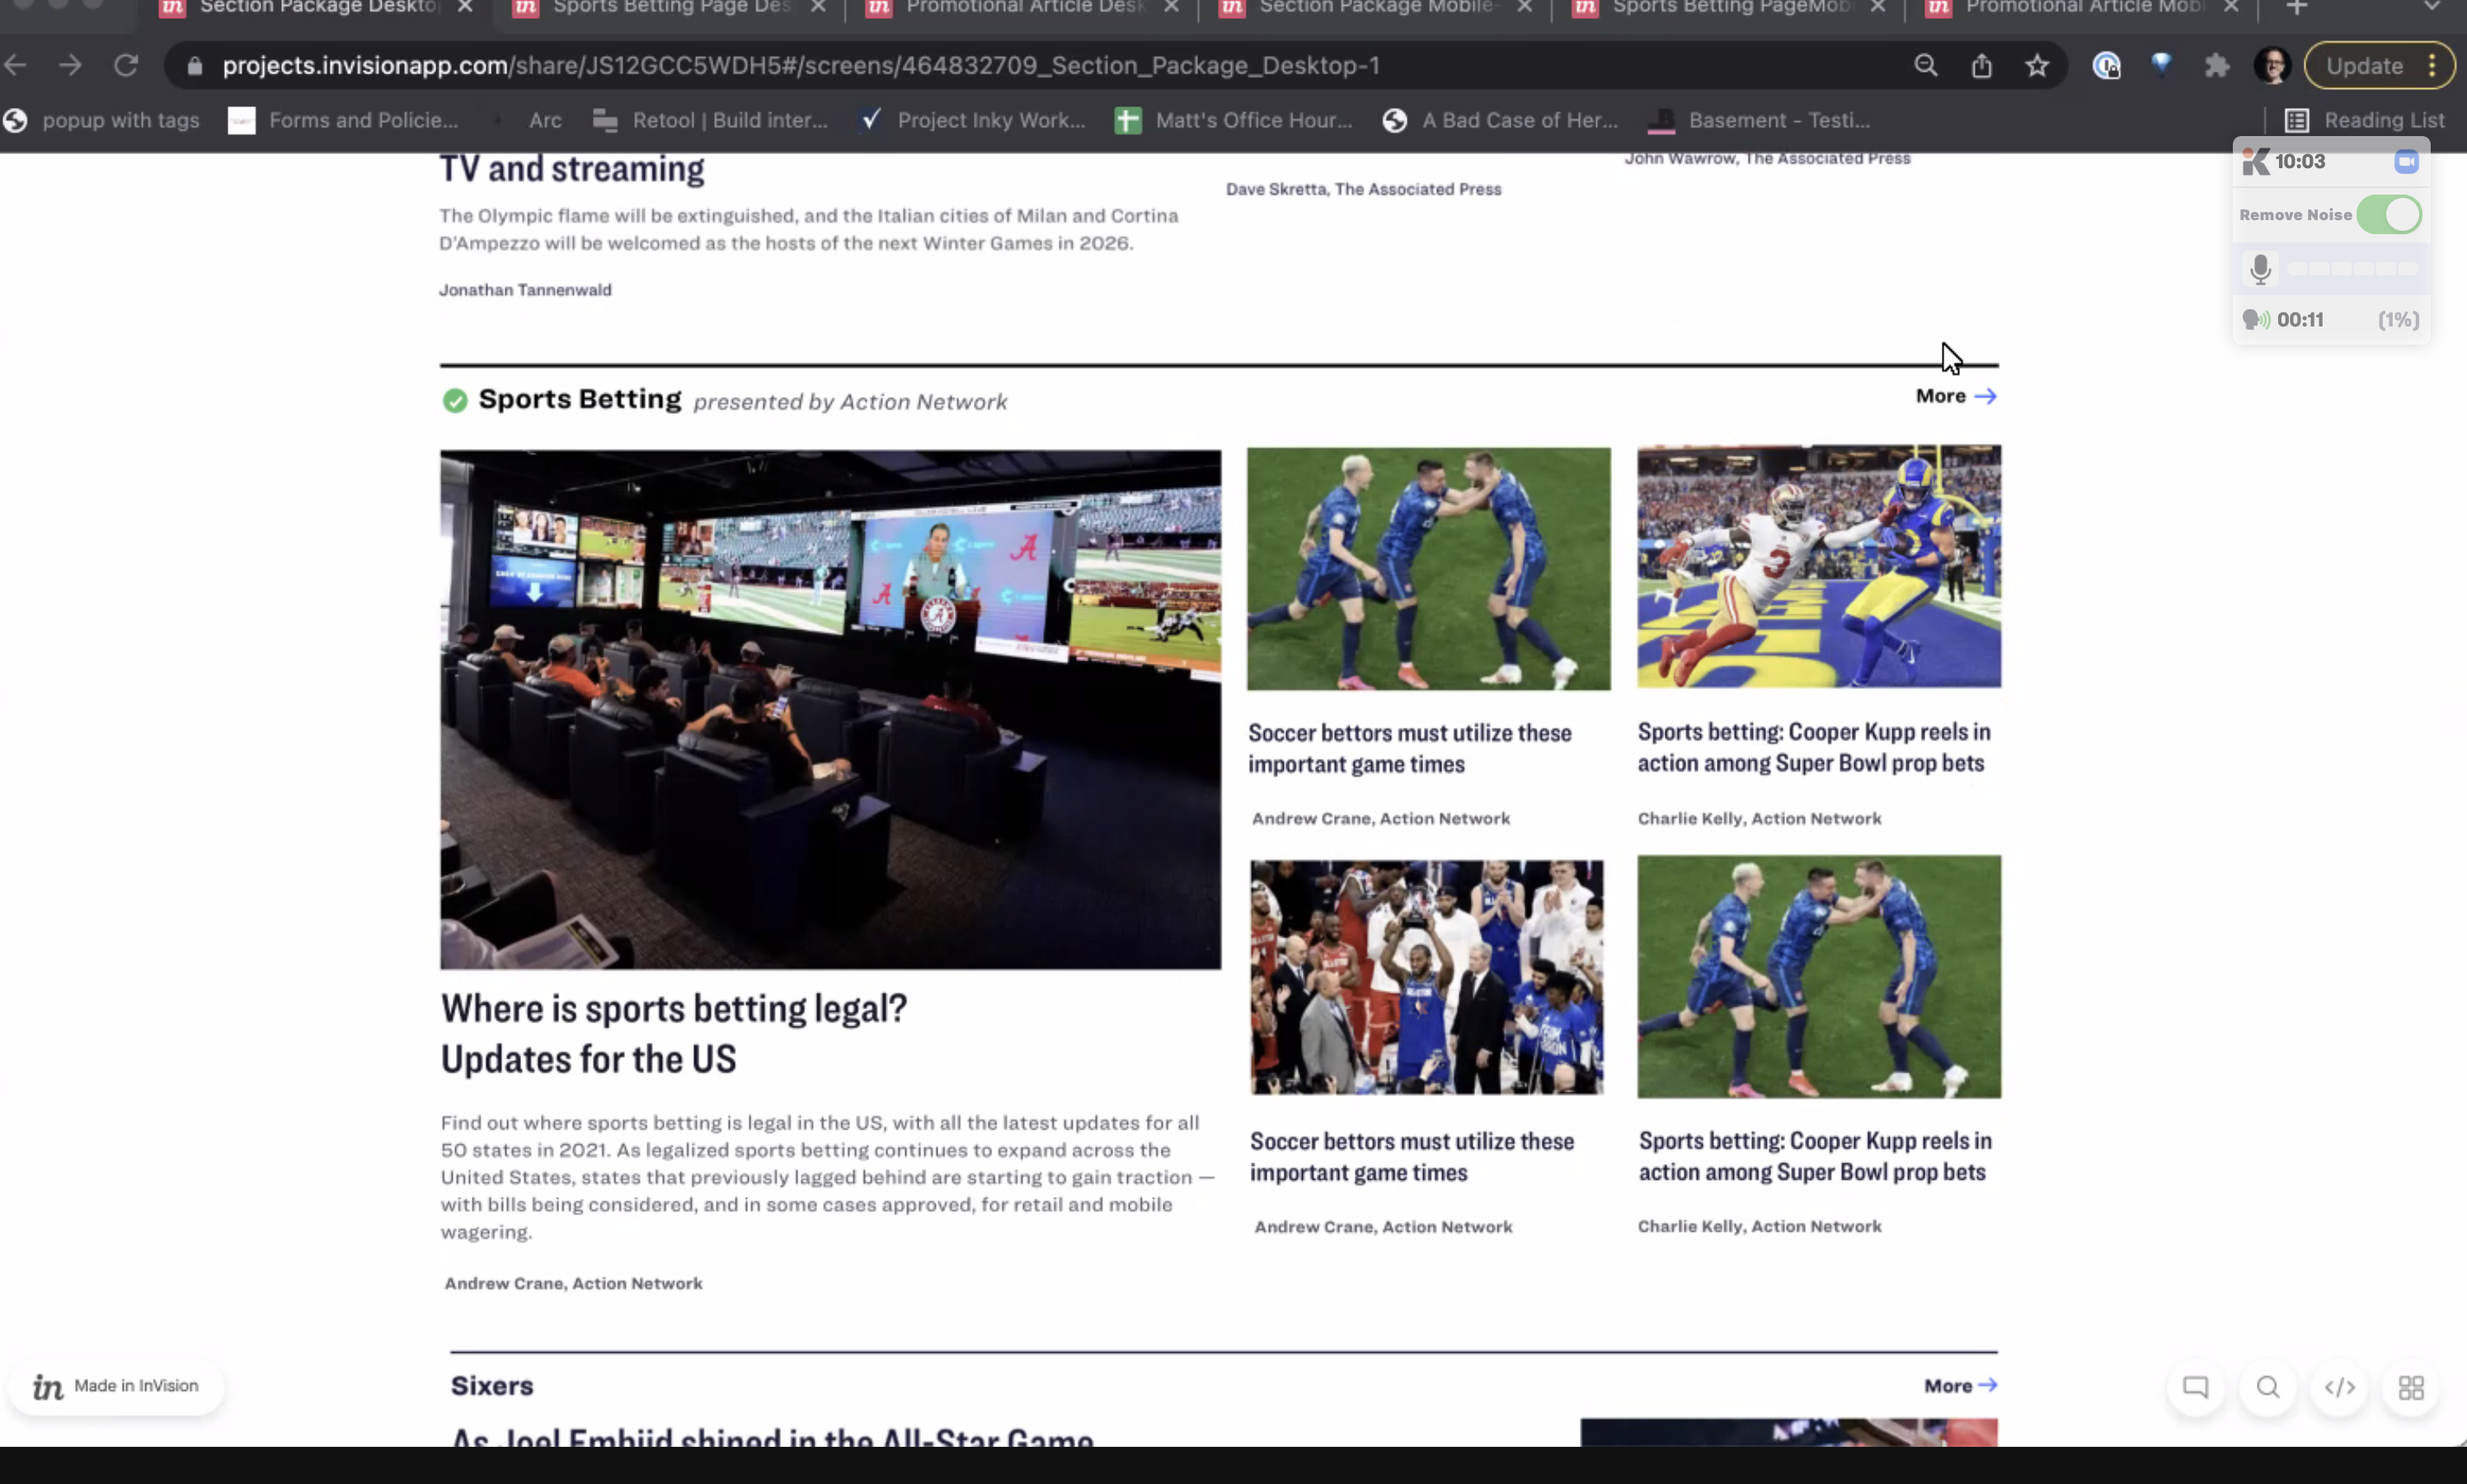 Section Package Deskto
Sports Betting Page Des
Promotional Article Desk
Section Package Mobile-
Sports Betting PageMobi
Promotional Article Mobi
projects.invisionapp.com/share/JS12GCC5WDH5#/screens/464832709_Section_Package_Desktop-1
Update
popup with tags
Forms and Policie...
Arc
Retool | Build inter...
Project Inky Work...
Matt's Office Hour...
A Bad Case of Her...
Basement - Testi...
Reading List
10:03
Remove Noise
00:11 (1%)
TV and streaming
The Olympic flame will be extinguished, and the Italian cities of Milan and Cortina
D'Ampezzo will be welcomed as the hosts of the next Winter Games in 2026.
Jonathan Tannenwald
Dave Skretta, The Associated Press
John Wawrow, The Associated Press
Sports Betting presented by Action Network
More →
Where is sports betting legal?
Updates for the US
Find out where sports betting is legal in the US, with all the latest updates for all
50 states in 2021. As legalized sports betting continues to expand across the
United States, states that previously lagged behind are starting to gain traction —
with bills being considered, and in some cases approved, for retail and mobile
wagering.
Andrew Crane, Action Network
Soccer bettors must utilize these
important game times
Andrew Crane, Action Network
Sports betting: Cooper Kupp reels in
action among Super Bowl prop bets
Charlie Kelly, Action Network
Soccer bettors must utilize these
important game times
Andrew Crane, Action Network
Sports betting: Cooper Kupp reels in
action among Super Bowl prop bets
Charlie Kelly, Action Network
Sixers
More →
As Joel Embiid shined in the All-Star Game
in Made in InVision